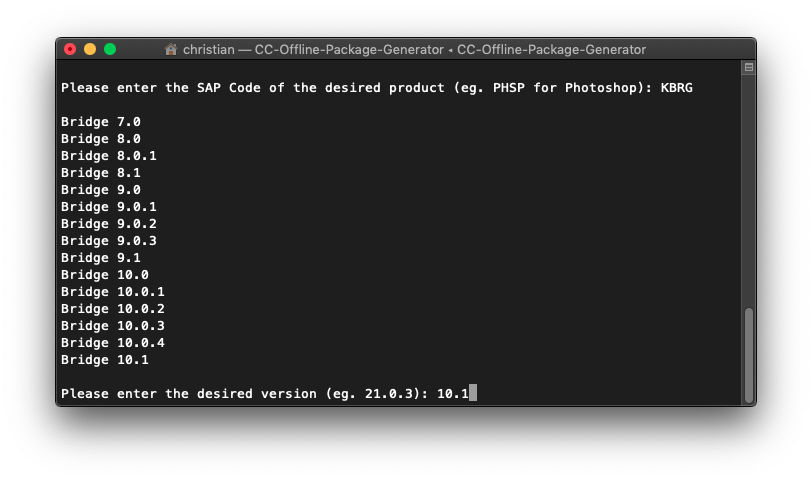 christian — CC-Offline-Package-Generator ◂ CC-Offline-Package-Generator
Please enter the SAP Code of the desired product (eg. PHSP for Photoshop): KBRG
Bridge 7.0
Bridge 8.0
Bridge 8.0.1
Bridge 8.1
Bridge 9.0
Bridge 9.0.1
Bridge 9.0.2
Bridge 9.0.3
Bridge 9.1
Bridge 10.0
Bridge 10.0.1
Bridge 10.0.2
Bridge 10.0.3
Bridge 10.0.4
Bridge 10.1
Please enter the desired version (eg. 21.0.3): 10.1